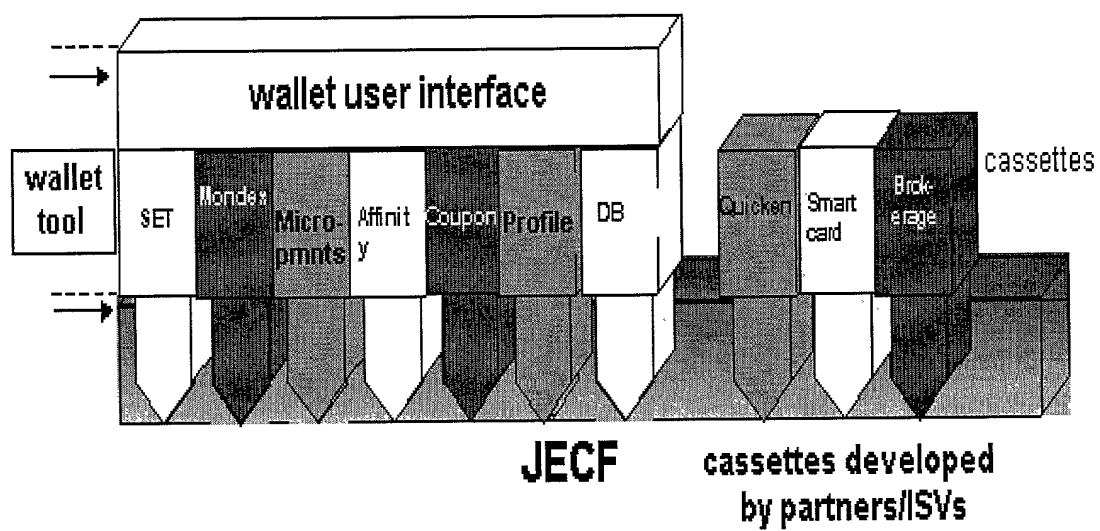 wallet user interface
wallet
tool
SET
Mondex
Micro-
pmnts
Affinit
y
Coupon
Profile
DB
Quicken
Smart
card
Brok-
erage
cassettes
JECF
cassettes developed
by partners/ISVs